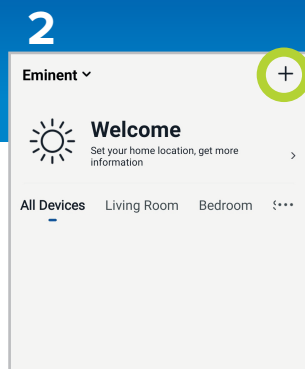 2
Eminent
Welcome
Set your home location, get more
information
All Devices Living Room Bedroom